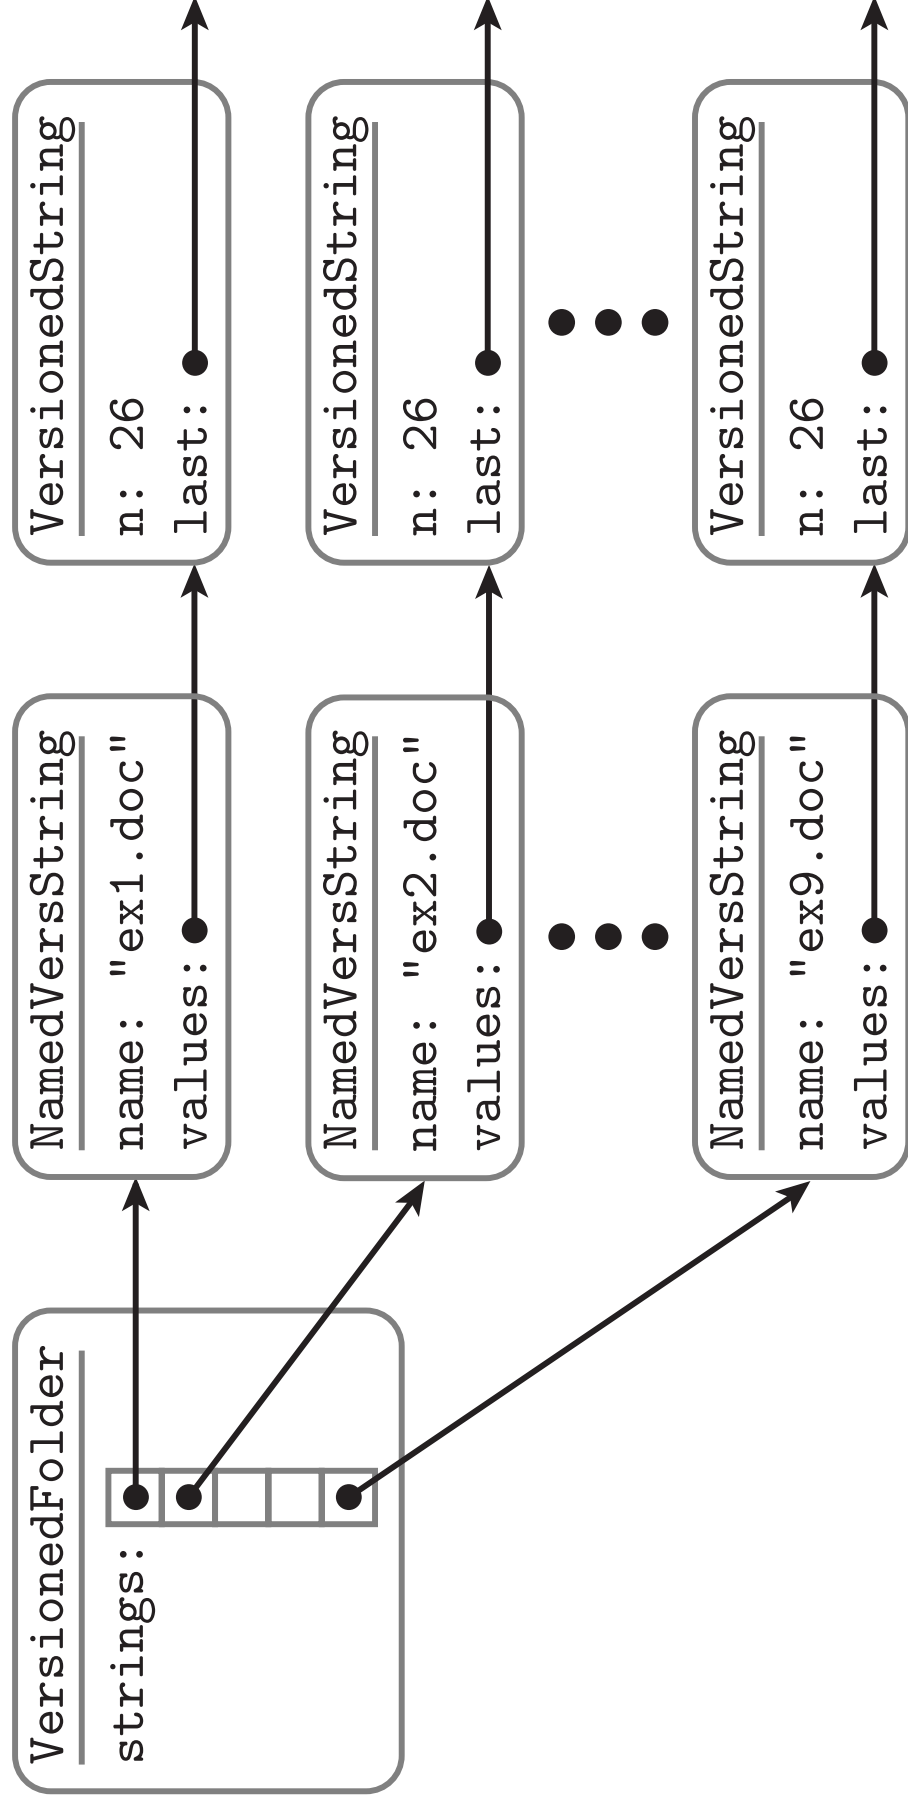 VersionedFolder
strings:
NamedVersString
name: "ex1.doc"
values:
VersionedString
n: 26
last:
NamedVersString
name: "ex2.doc"
values:
VersionedString
n: 26
last:
NamedVersString
name: "ex9.doc"
values:
VersionedString
n: 26
last: